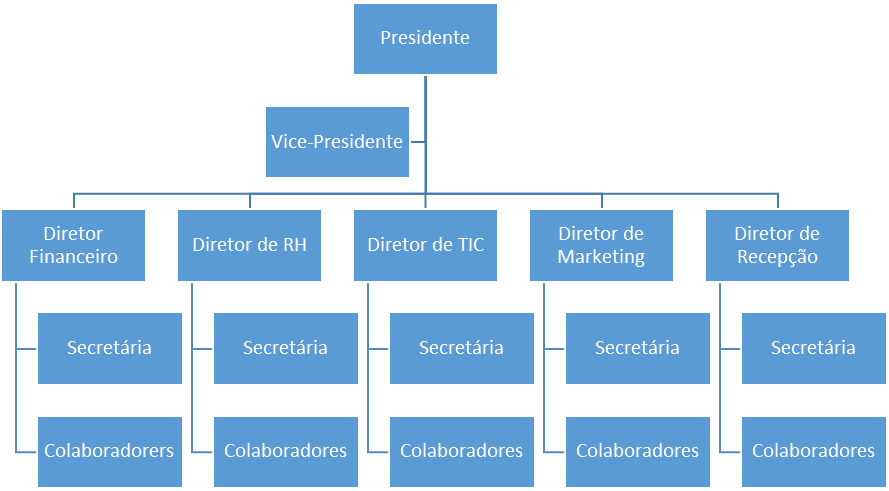 Presidente
Vice-Presidente
Diretor
Financeiro
Diretor de RH
Diretor de TIC
Diretor de
Marketing
Diretor de
Recepção
Secretária
Secretária
Secretária
Secretária
Secretária
Colaboradorers
Colaboradores
Colaboradores
Colaboradores
Colaboradores